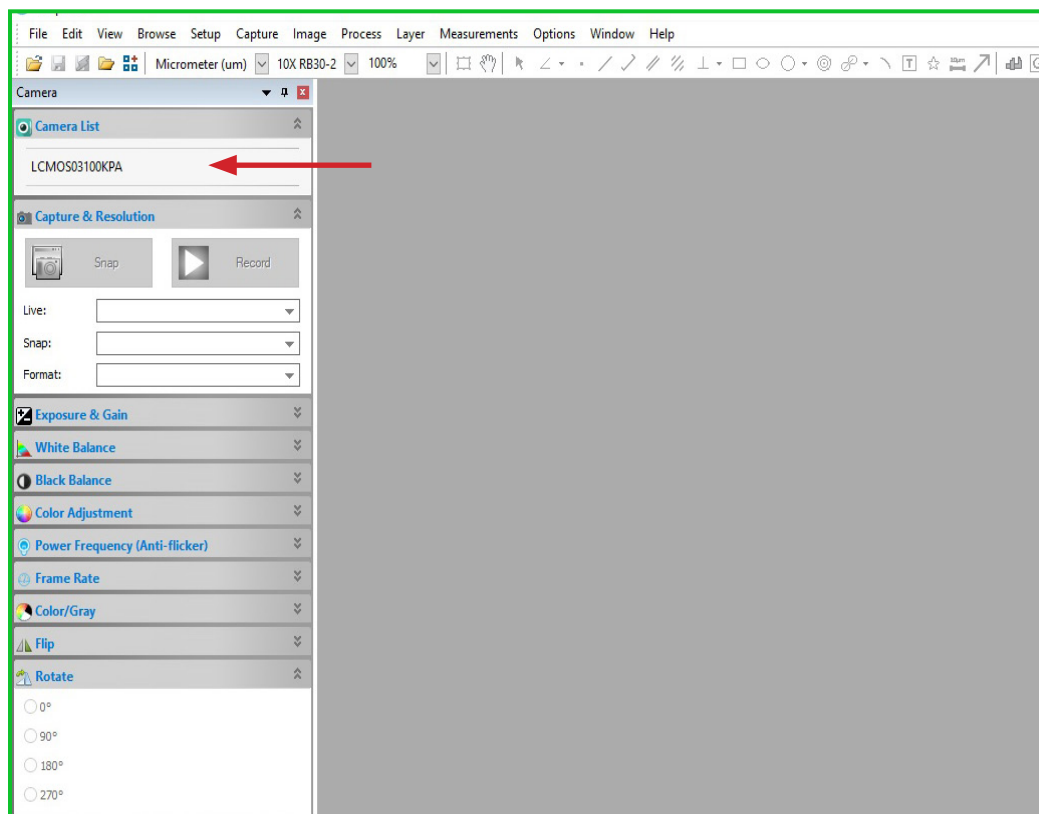 File Edit View Browse Setup Capture Image Process Layer Measurements Options Window Help
Micrometer (um) 10X RB30-2 100%
Camera
Camera List
LCMOS03100KPA
Capture & Resolution
Snap Record
Live:
Snap:
Format:
Exposure & Gain
White Balance
Black Balance
Color Adjustment
Power Frequency (Anti-flicker)
Frame Rate
Color/Gray
Flip
Rotate
0°
90°
180°
270°